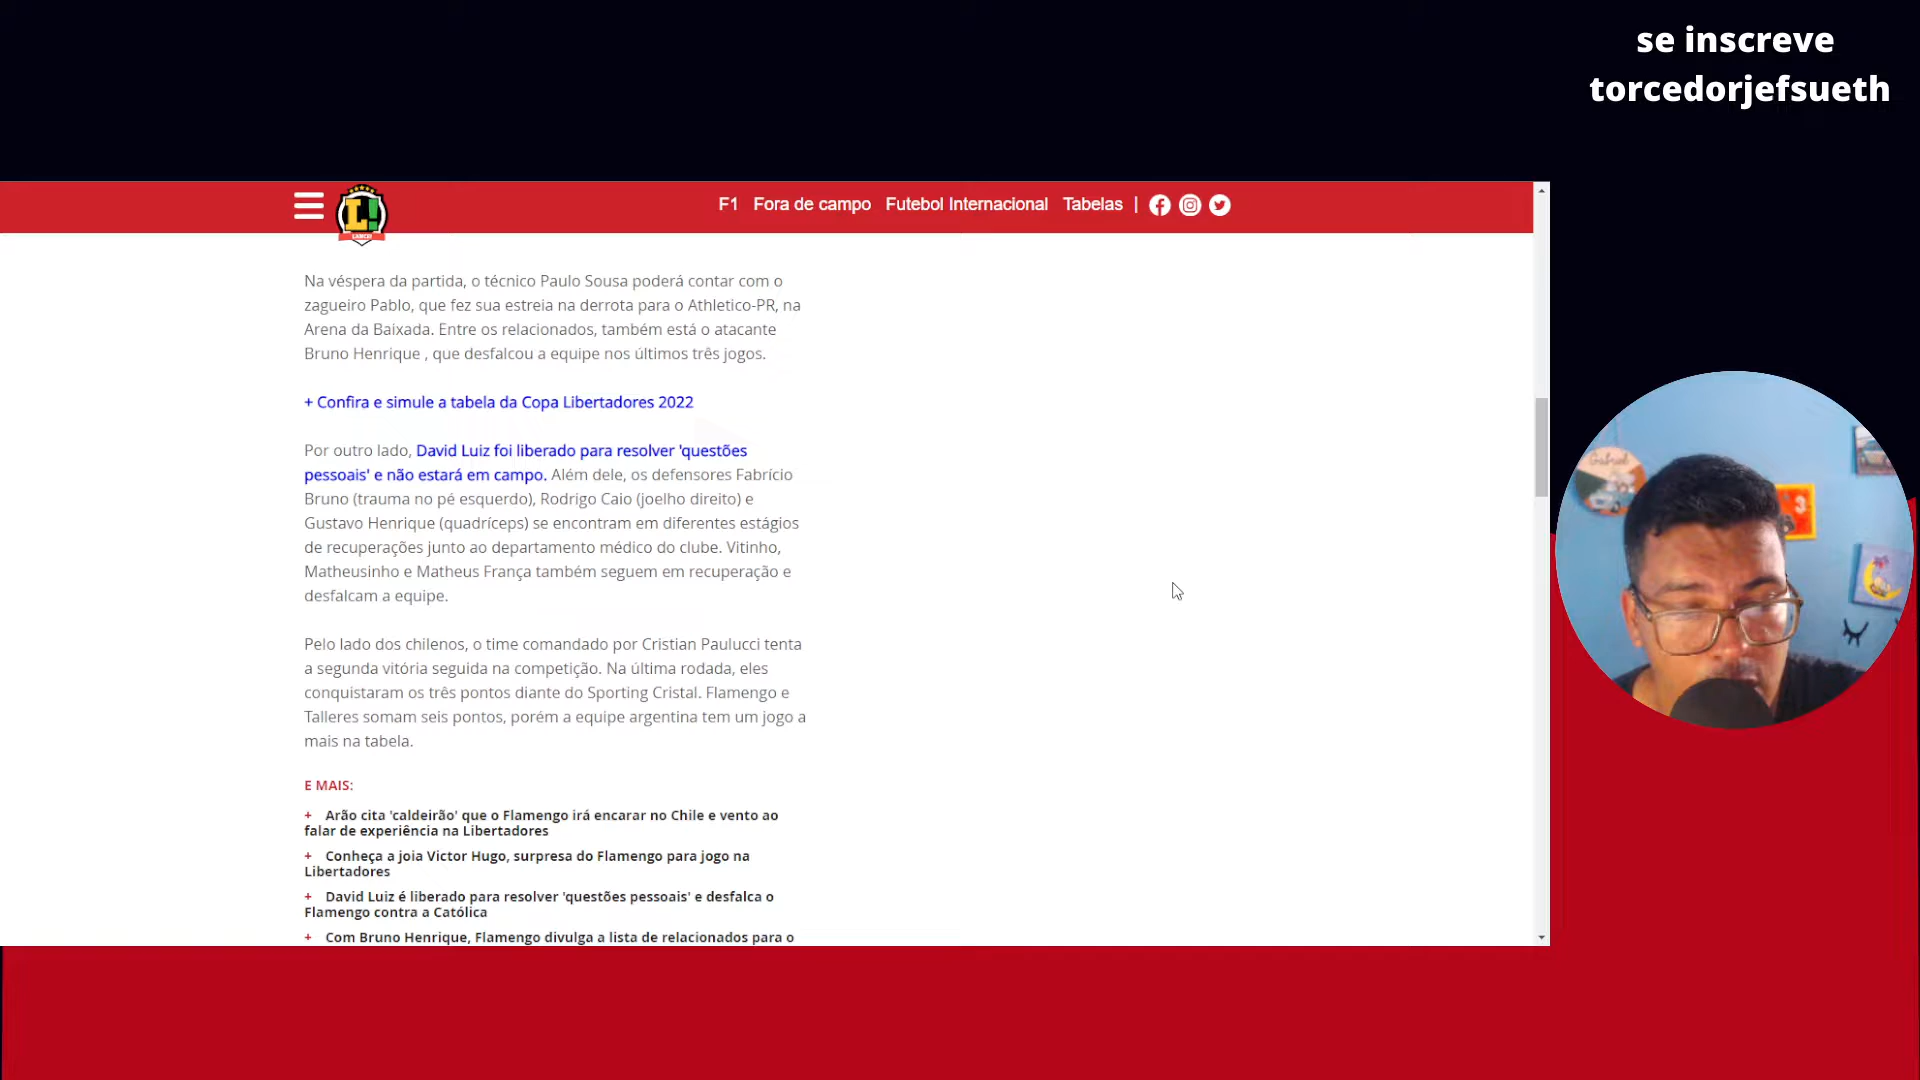 se inscreve
torcedorjefsueth
F1 Fora de campo Futebol Internacional Tabelas |
L!
LANCE!
Na véspera da partida, o técnico Paulo Sousa poderá contar com o
zagueiro Pablo, que fez sua estreia na derrota para o Athletico-PR, na
Arena da Baixada. Entre os relacionados, também está o atacante
Bruno Henrique , que desfalcou a equipe nos últimos três jogos.
+ Confira e simule a tabela da Copa Libertadores 2022
Por outro lado, David Luiz foi liberado para resolver 'questões
pessoais' e não estará em campo. Além dele, os defensores Fabrício
Bruno (trauma no pé esquerdo), Rodrigo Caio (joelho direito) e
Gustavo Henrique (quadríceps) se encontram em diferentes estágios
de recuperações junto ao departamento médico do clube. Vitinho,
Matheusinho e Matheus França também seguem em recuperação e
desfalcam a equipe.
Pelo lado dos chilenos, o time comandado por Cristian Paulucci tenta
a segunda vitória seguida na competição. Na última rodada, eles
conquistaram os três pontos diante do Sporting Cristal. Flamengo e
Talleres somam seis pontos, porém a equipe argentina tem um jogo a
mais na tabela.
E MAIS:
+ Arão cita 'caldeirão' que o Flamengo irá encarar no Chile e vento ao
falar de experiência na Libertadores
+ Conheça a joia Victor Hugo, surpresa do Flamengo para jogo na
Libertadores
+ David Luiz é liberado para resolver 'questões pessoais' e desfalca o
Flamengo contra a Católica
+ Com Bruno Henrique, Flamengo divulga a lista de relacionados para o
Gabriel
3